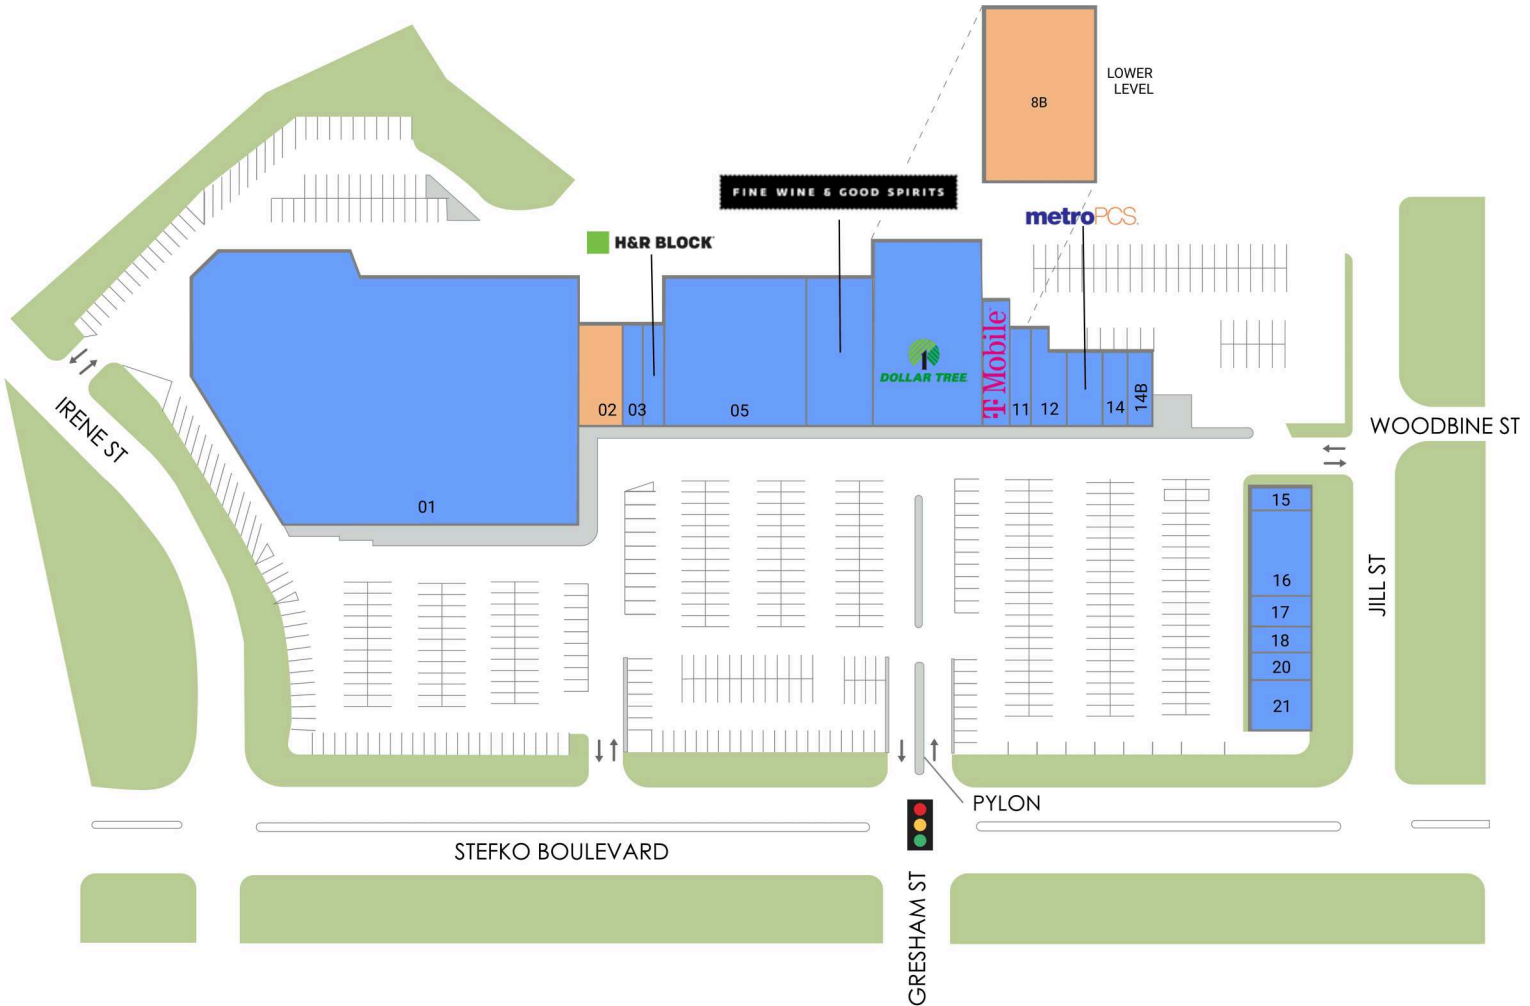 LOWER
LEVEL
8B
FINE WINE & GOOD SPIRITS
metroPCS.
H&R BLOCK
T Mobile
DOLLAR TREE
02
03
05
11
12
14
14B
01
IRENE ST
WOODBINE ST
15
16
17
18
20
21
JILL ST
PYLON
STEFKO BOULEVARD
GRESHAM ST